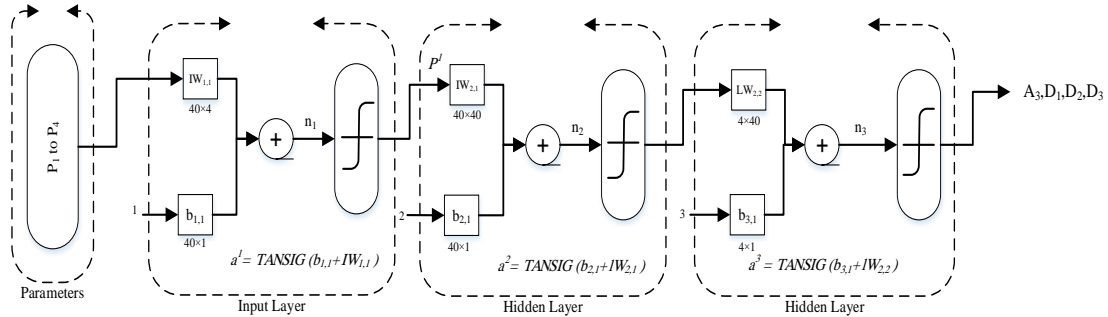 P1 to P4
Parameters
IW1,1
40×4
1
b1,1
40×1
+
n1
a1= TANSIG (b1,1+IW1,1 )
Input Layer
P1
IW2,1
40×40
2
b2,1
40×1
+
n2
a2= TANSIG (b2,1+IW2,1 )
Hidden Layer
LW2,2
4×40
3
b3,1
4×1
+
n3
a3= TANSIG (b3,1+IW2,2 )
Hidden Layer
A3,D1,D2,D3